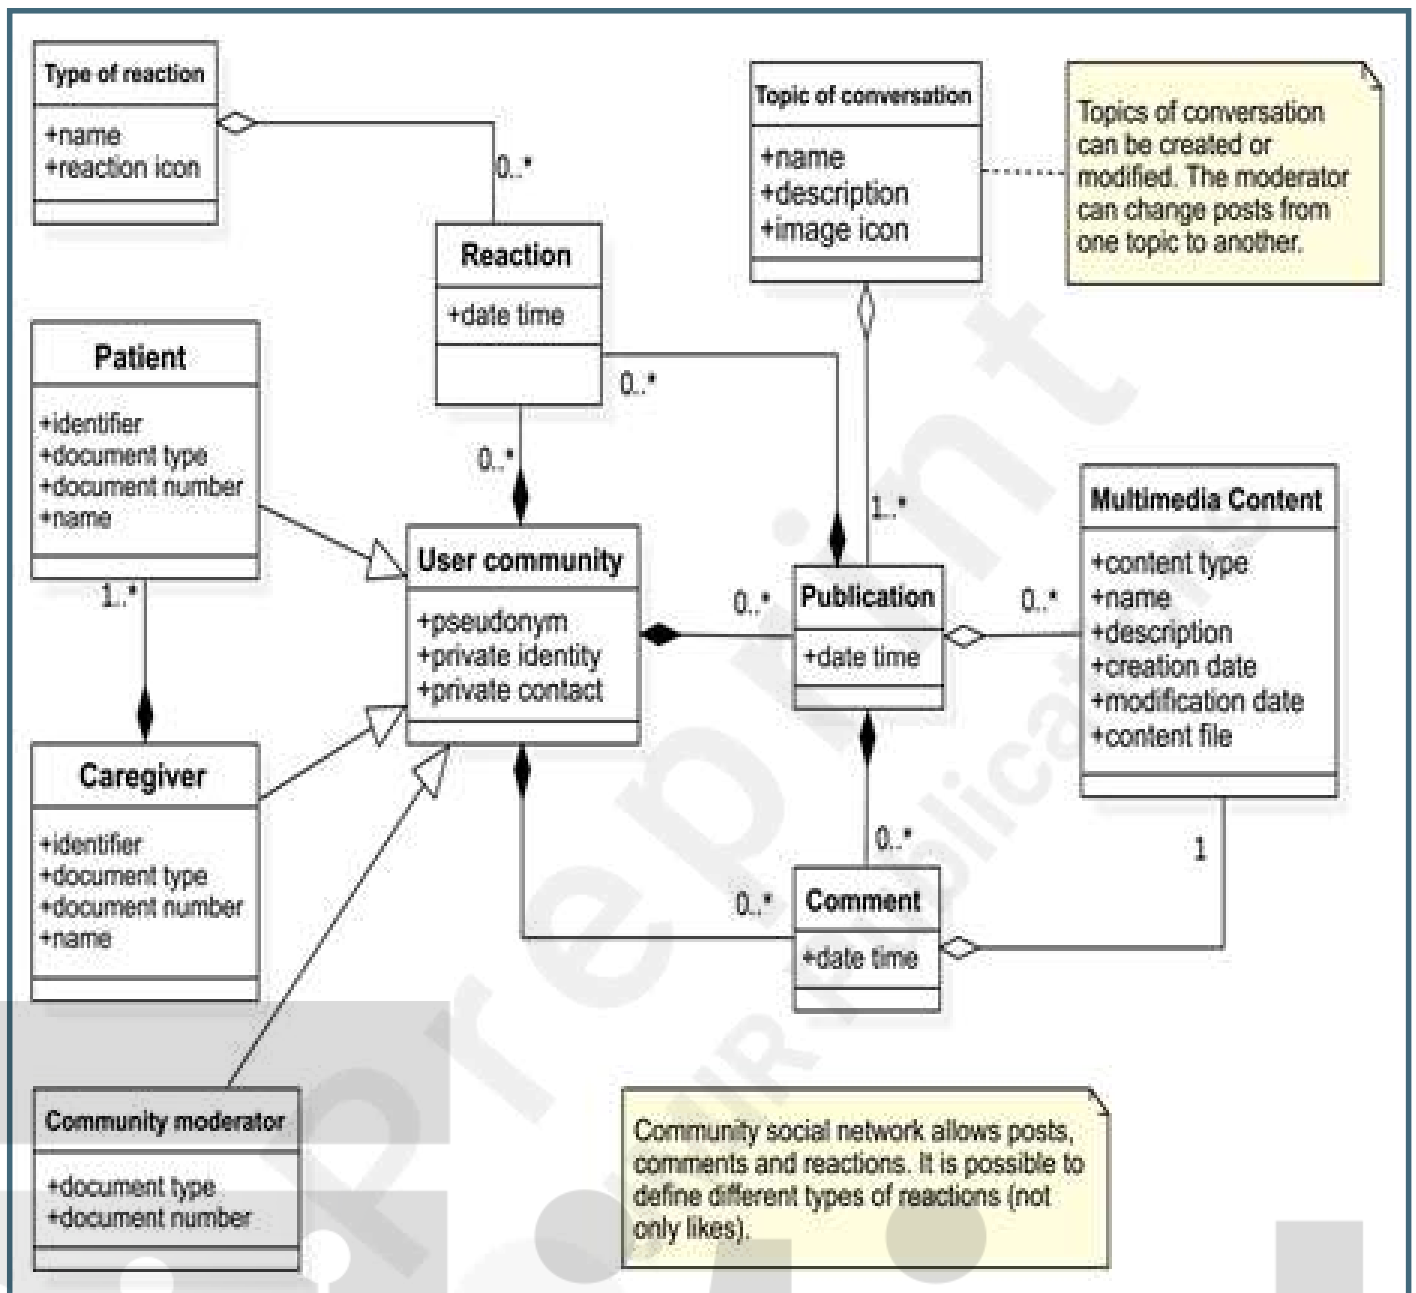 Type of reaction
+name
+reaction icon
0..*
Reaction
+date time
0..*
0..*
Topic of conversation
+name
+description
+image icon
Topics of conversation
can be created or
modified. The moderator
can change posts from
one topic to another.
Patient
+identifier
+document type
+document number
+name
1..*
User community
+pseudonym
+private identity
+private contact
0..*
1..*
Publication
+date time
0..*
Multimedia Content
+content type
+name
+description
+creation date
+modification date
+content file
Caregiver
+identifier
+document type
+document number
+name
0..*
0..*
1
Comment
+date time
Community moderator
+document type
+document number
Community social network allows posts,
comments and reactions. It is possible to
define different types of reactions (not
only likes).
Preprint
JMIR Publications